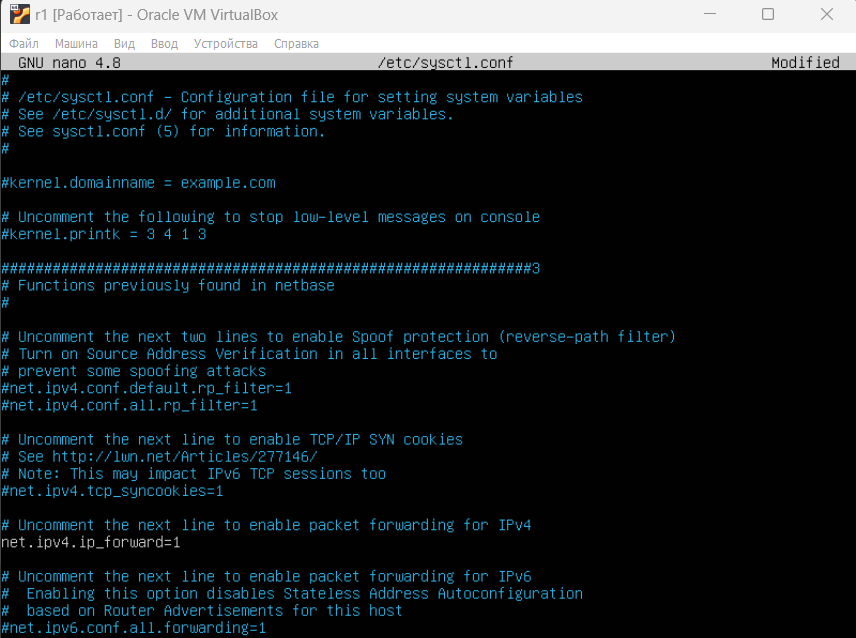 r1 [Работает] - Oracle VM VirtualBox
Файл Машина Вид Ввод Устройства Справка
GNU nano 4.8 /etc/sysctl.conf Modified
#
# /etc/sysctl.conf - Configuration file for setting system variables
# See /etc/sysctl.d/ for additional system variables.
# See sysctl.conf (5) for information.
#
#kernel.domainname = example.com
# Uncomment the following to stop low-level messages on console
#kernel.printk = 3 4 1 3
##############################################################3
# Functions previously found in netbase
#
# Uncomment the next two lines to enable Spoof protection (reverse-path filter)
# Turn on Source Address Verification in all interfaces to
# prevent some spoofing attacks
#net.ipv4.conf.default.rp_filter=1
#net.ipv4.conf.all.rp_filter=1
# Uncomment the next line to enable TCP/IP SYN cookies
# See http://lwn.net/Articles/277146/
# Note: This may impact IPv6 TCP sessions too
#net.ipv4.tcp_syncookies=1
# Uncomment the next line to enable packet forwarding for IPv4
net.ipv4.ip_forward=1
# Uncomment the next line to enable packet forwarding for IPv6
#  Enabling this option disables Stateless Address Autoconfiguration
#  based on Router Advertisements for this host
#net.ipv6.conf.all.forwarding=1